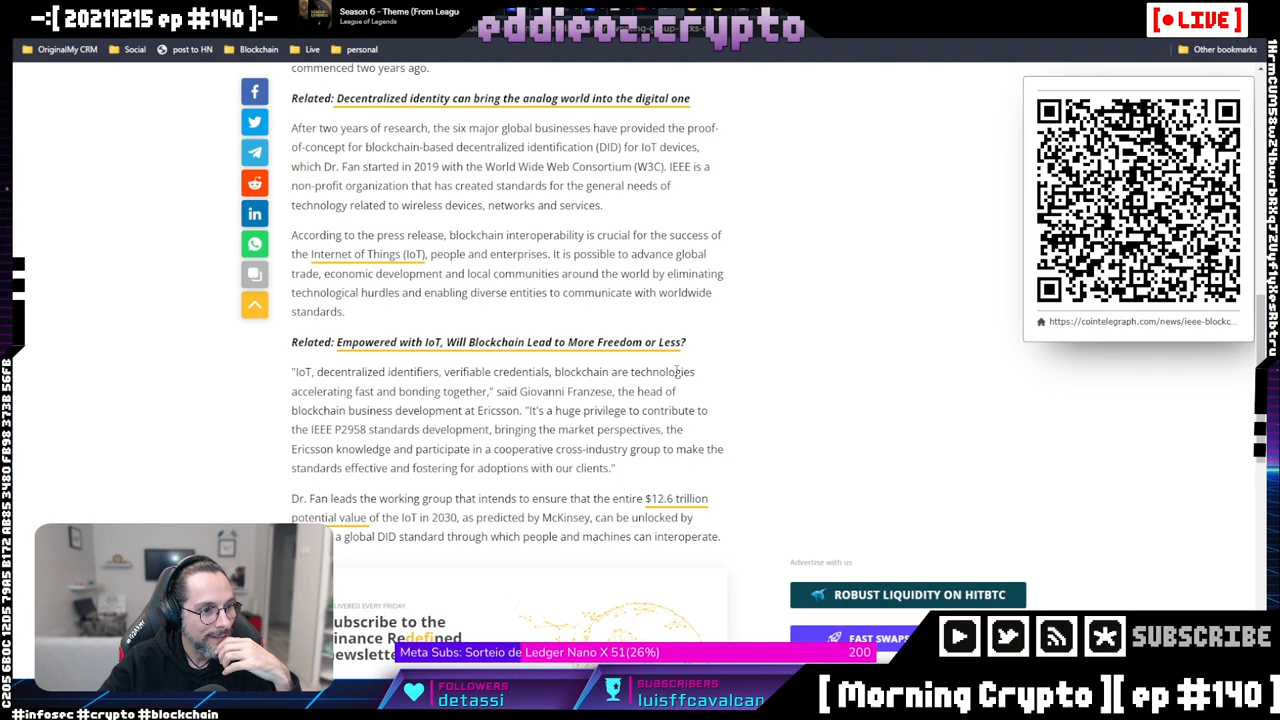 -:[ 20211215 ep #140 ]:-
Season 6 - Theme (From Leagu
League of Legends
eddieoz.crypto
[ LIVE ]
OriginalMy CRM
Social
post to HN
Blockchain
Live
personal
Other bookmarks
commenced two years ago.
Related: Decentralized identity can bring the analog world into the digital one
After two years of research, the six major global businesses have provided the proof-
of-concept for blockchain-based decentralized identification (DID) for IoT devices,
which Dr. Fan started in 2019 with the World Wide Web Consortium (W3C). IEEE is a
non-profit organization that has created standards for the general needs of
technology related to wireless devices, networks and services.
According to the press release, blockchain interoperability is crucial for the success of
the Internet of Things (IoT), people and enterprises. It is possible to advance global
trade, economic development and local communities around the world by eliminating
technological hurdles and enabling diverse entities to communicate with worldwide
standards.
Related: Empowered with IoT, Will Blockchain Lead to More Freedom or Less?
"IoT, decentralized identifiers, verifiable credentials, blockchain are technologies
accelerating fast and bonding together," said Giovanni Franzese, the head of
blockchain business development at Ericsson. "It's a huge privilege to contribute to
the IEEE P2958 standards development, bringing the market perspectives, the
Ericsson knowledge and participate in a cooperative cross-industry group to make the
standards effective and fostering for adoptions with our clients."
Dr. Fan leads the working group that intends to ensure that the entire $12.6 trillion
potential value of the IoT in 2030, as predicted by McKinsey, can be unlocked by
a global DID standard through which people and machines can interoperate.
https://cointelegraph.com/news/ieee-blockc...
Advertise with us
ROBUST LIQUIDITY ON HITBTC
FAST SWAPS
LIVERED EVERY FRIDAY
ubscribe to the
inance Redefined
ewsletter
Meta Subs: Sorteio de Ledger Nano X 51(26%)
200
FOLLOWERS
detassi
SUBSCRIBERS
luisffcavalcan
SUBSCRIBE
[ Morning Crypto ][ ep #140 ]
#infosec #crypto #blockchain